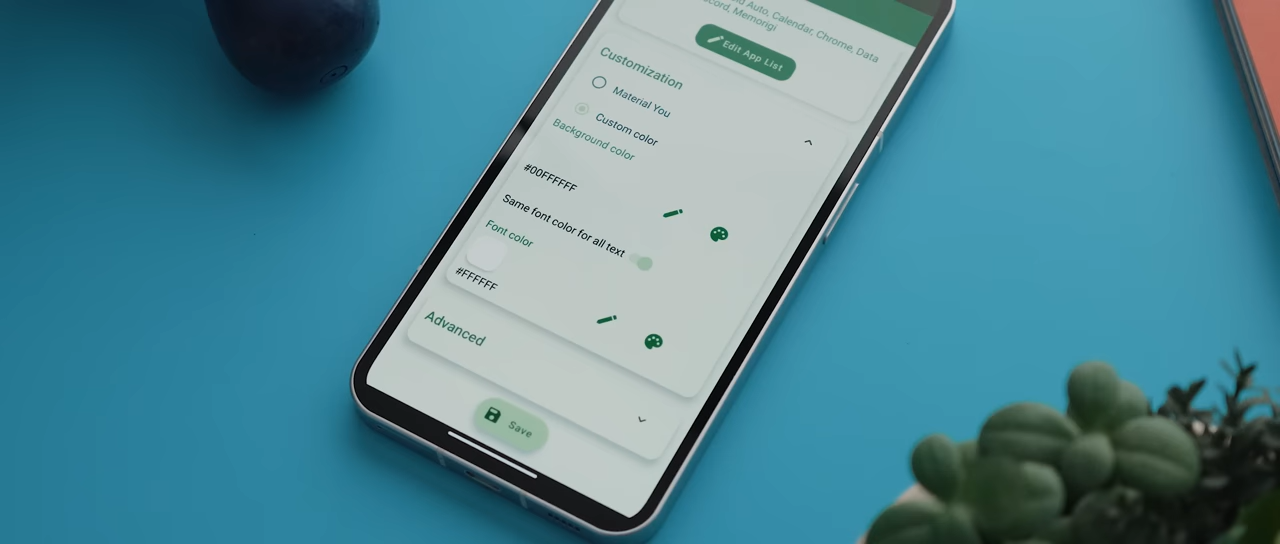 Auto, Calendar, Chrome, Data
Memorigi
Edit App List
Customization
Material You
Custom color
Background color
#00FFFFFF
Same font color for all text
Font color
#FFFFFF
Advanced
Save